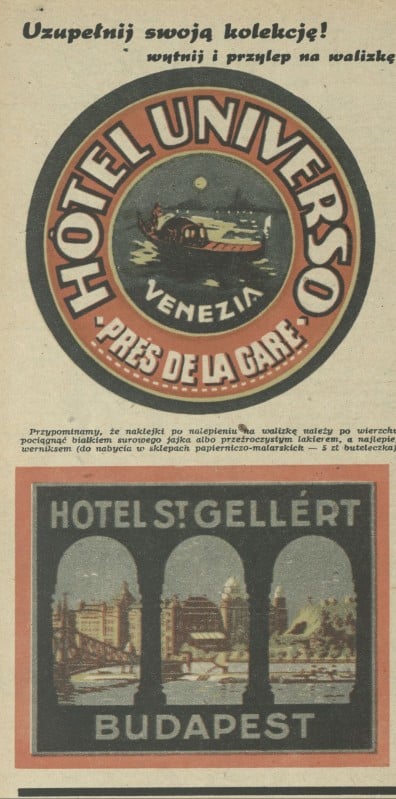 Uzupełnij swoją kolekcję!
wytnij i przylep na walizkę
HÔTEL UNIVERSO
VENEZIA
• PRÈS DE LA GARE •
Przypominamy, że naklejki po nalepieniu na walizkę należy po wierzchu
pociągnąć białkiem surowego jajka albo przeźroczystym lakierem, a najlepiej
werniksem (do nabycia w sklepach papierniczo-malarskich — 5 zł buteleczka)
HOTEL ST. GELLÉRT
BUDAPEST